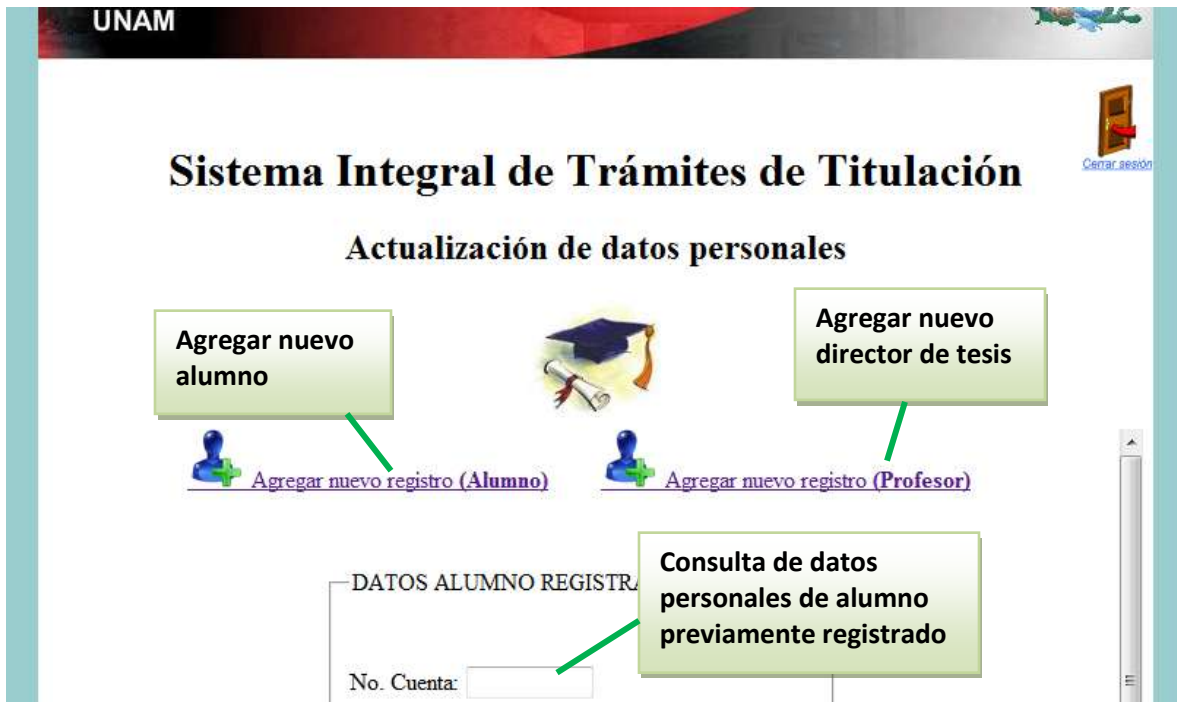 UNAM
Cerrar sesión
Sistema Integral de Trámites de Titulación
Actualización de datos personales
Agregar nuevo
alumno
Agregar nuevo
director de tesis
Agregar nuevo registro (Alumno)
Agregar nuevo registro (Profesor)
DATOS ALUMNO
Consulta de datos
personales de alumno
previamente registrado
No. Cuenta: